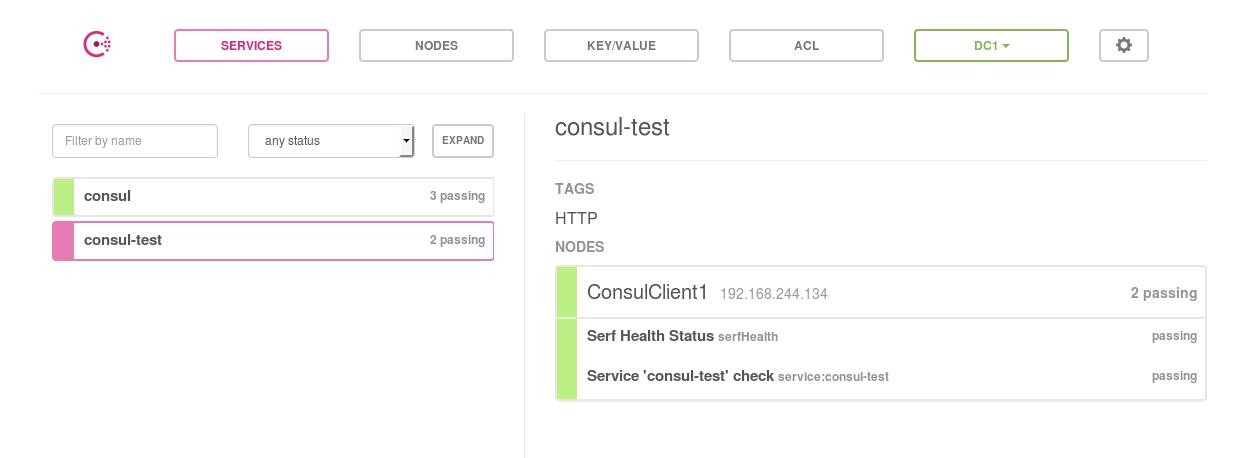 SERVICES NODES KEY/VALUE ACL DC1
Filter by name any status EXPAND
consul 3 passing
consul-test 2 passing
consul-test
TAGS
HTTP
NODES
ConsulClient1 192.168.244.134 2 passing
Serf Health Status serfHealth passing
Service 'consul-test' check service:consul-test passing